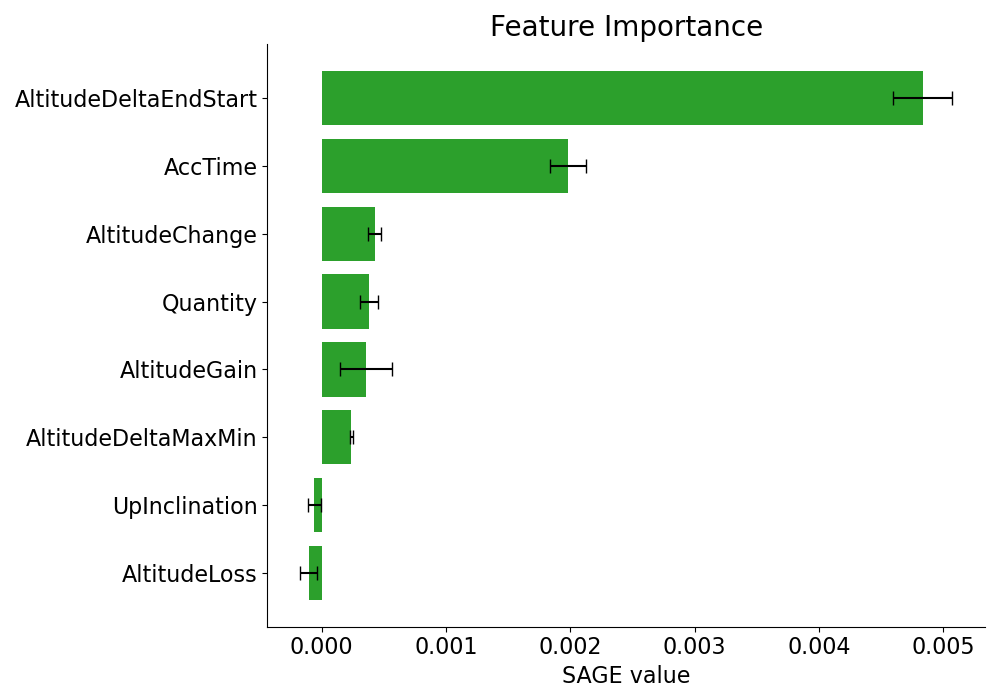 Feature Importance
AltitudeDeltaEndStart
AccTime
AltitudeChange
Quantity
AltitudeGain
AltitudeDeltaMaxMin
UpInclination
AltitudeLoss
0.000 0.001 0.002 0.003 0.004 0.005
SAGE value